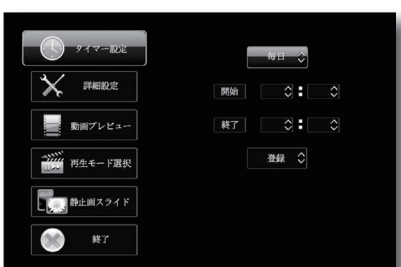 タイマー設定
詳細設定
動画プレビュー
再生モード選択
静止画スライド
終了
毎日
開始 :
終了 :
登録